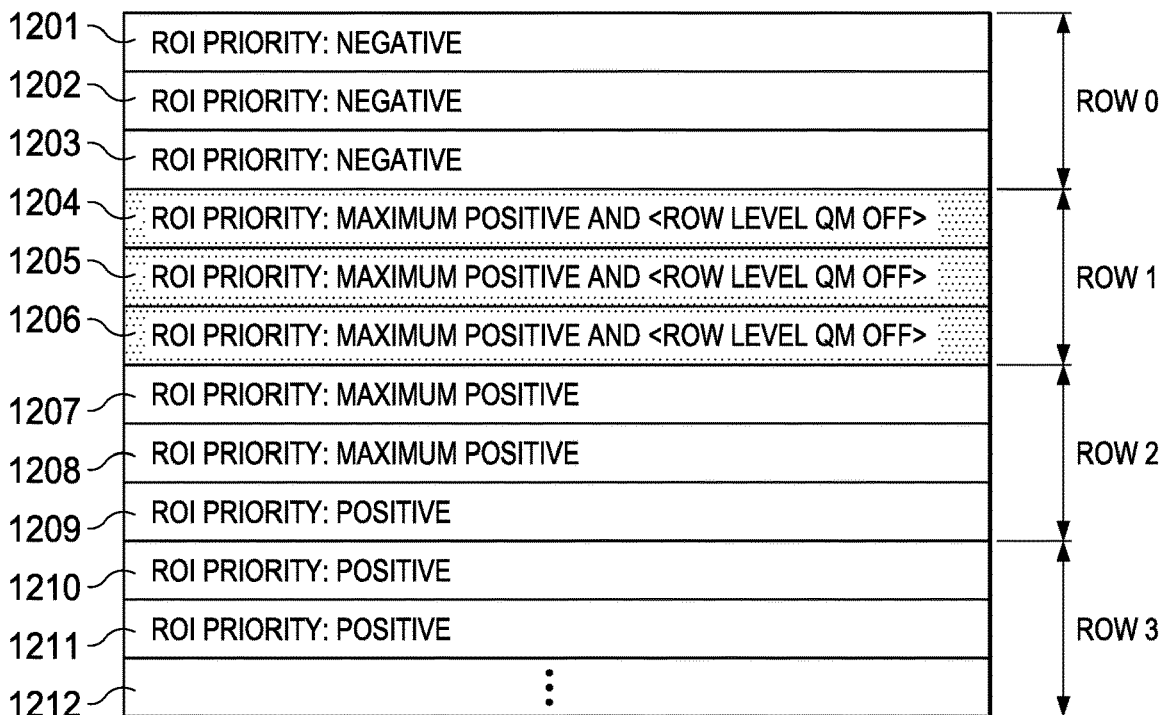 1201 ROI PRIORITY: NEGATIVE
1202 ROI PRIORITY: NEGATIVE
ROW 0
1203 ROI PRIORITY: NEGATIVE
1204 ROI PRIORITY: MAXIMUM POSITIVE AND <ROW LEVEL QM OFF>
1205 ROI PRIORITY: MAXIMUM POSITIVE AND <ROW LEVEL QM OFF>
ROW 1
1206 ROI PRIORITY: MAXIMUM POSITIVE AND <ROW LEVEL QM OFF>
1207 ROI PRIORITY: MAXIMUM POSITIVE
1208 ROI PRIORITY: MAXIMUM POSITIVE
ROW 2
1209 ROI PRIORITY: POSITIVE
1210 ROI PRIORITY: POSITIVE
1211 ROI PRIORITY: POSITIVE
ROW 3
1212